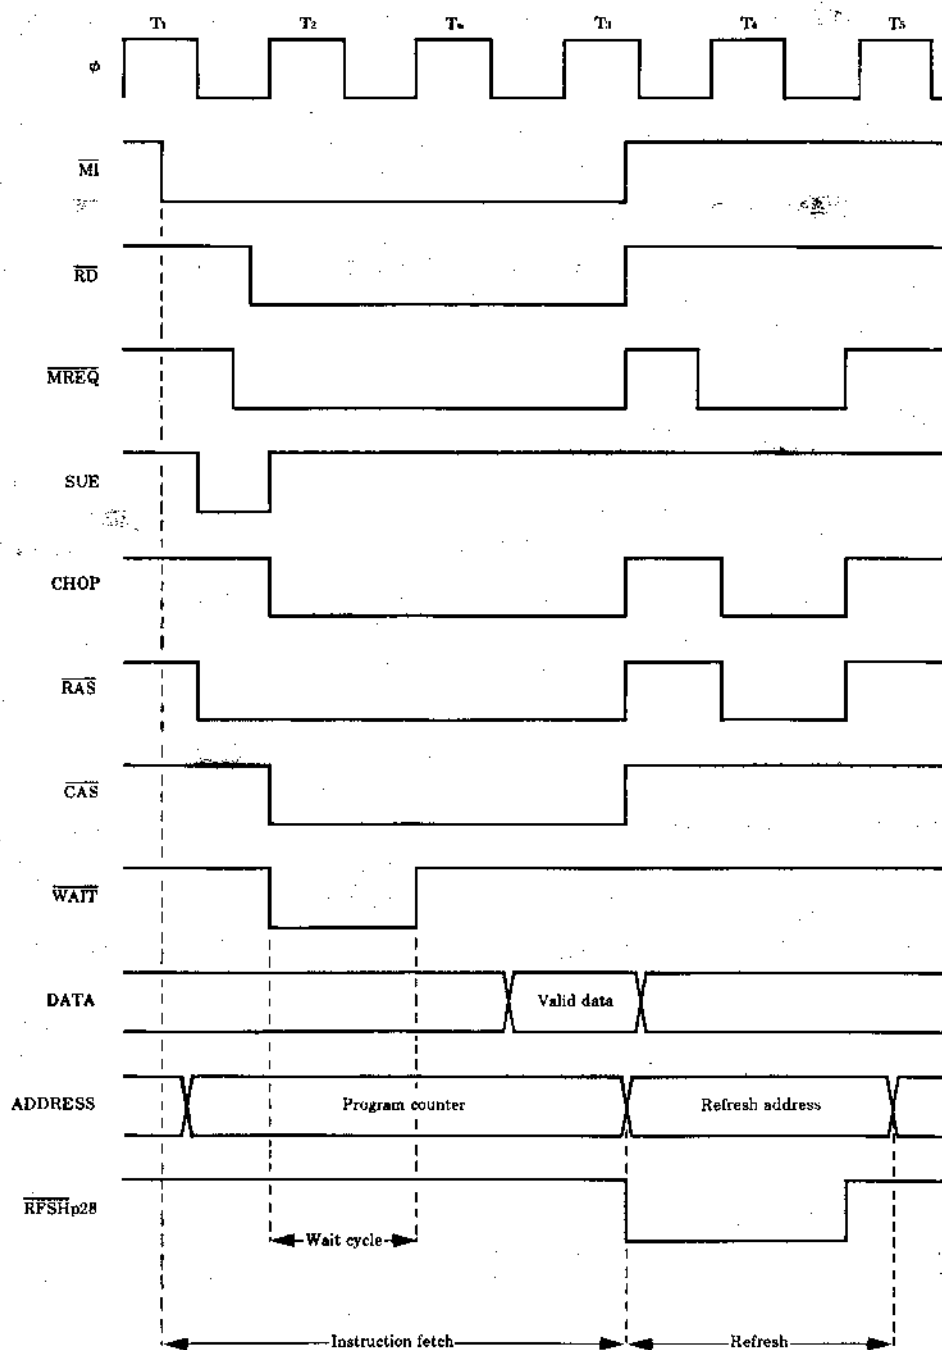 T1 T2 Tw T3 T4 T5
φ
M1
RD
MREQ
SUE
CHOP
RAS
CAS
WAIT
DATA Valid data
ADDRESS Program counter Refresh address
RFSHp28
Wait cycle
Instruction fetch Refresh